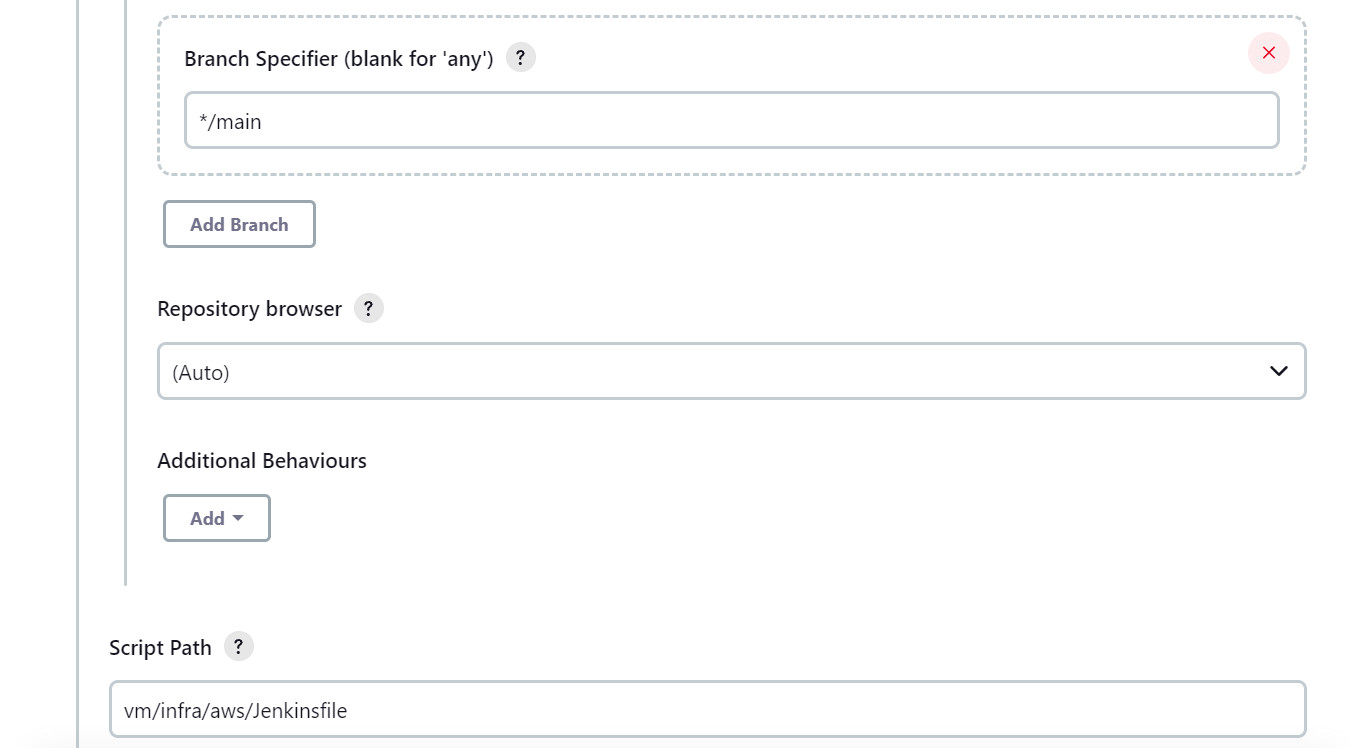 Branch Specifier (blank for 'any') ?
*/main
Add Branch
Repository browser ?
(Auto)
Additional Behaviours
Add
Script Path ?
vm/infra/aws/Jenkinsfile